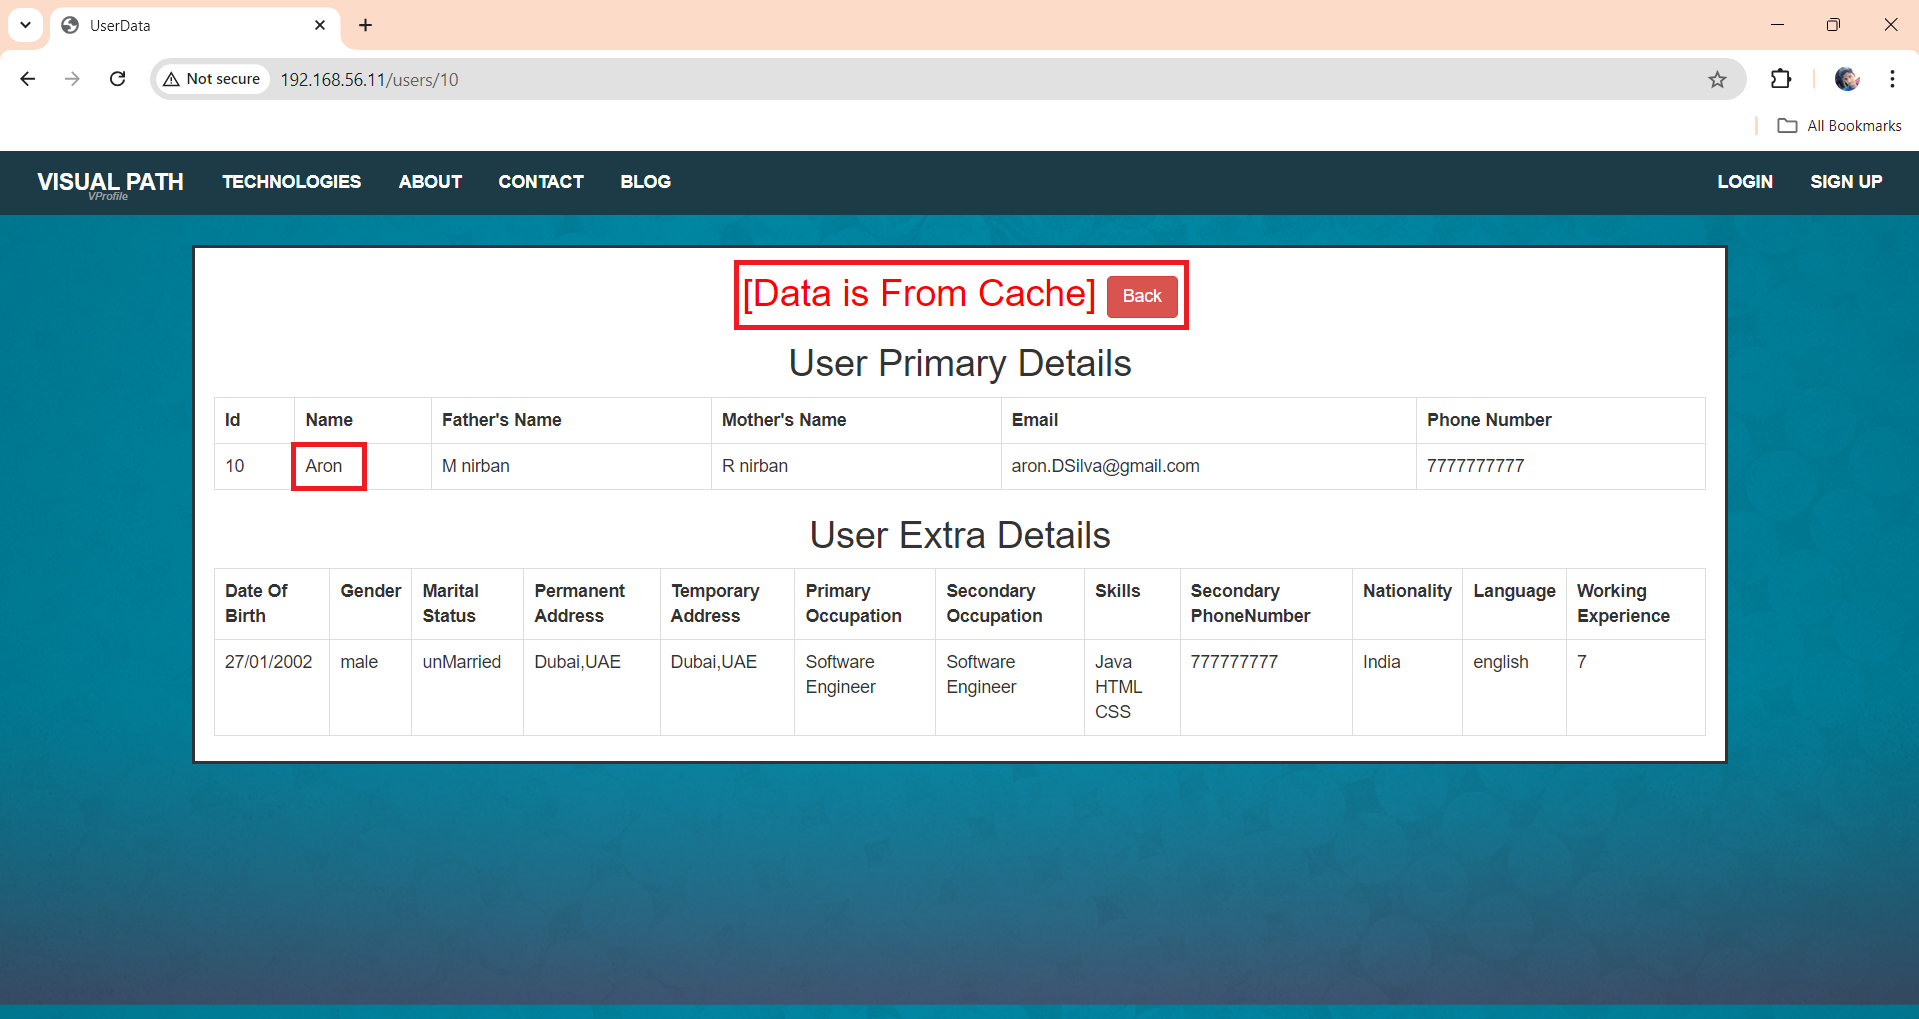 UserData
Not secure 192.168.56.11/users/10
All Bookmarks
VISUAL PATH TECHNOLOGIES ABOUT CONTACT BLOG LOGIN SIGN UP
VProfile
[Data is From Cache] Back
User Primary Details
Id Name Father's Name Mother's Name Email Phone Number
10 Aron M nirban R nirban aron.DSilva@gmail.com 7777777777
User Extra Details
Date Of Gender Marital Permanent Temporary Primary Secondary Skills Secondary Nationality Language Working
Birth Status Address Address Occupation Occupation PhoneNumber Experience
27/01/2002 male unMarried Dubai,UAE Dubai,UAE Software Software Java 777777777 India english 7
Engineer Engineer HTML
CSS